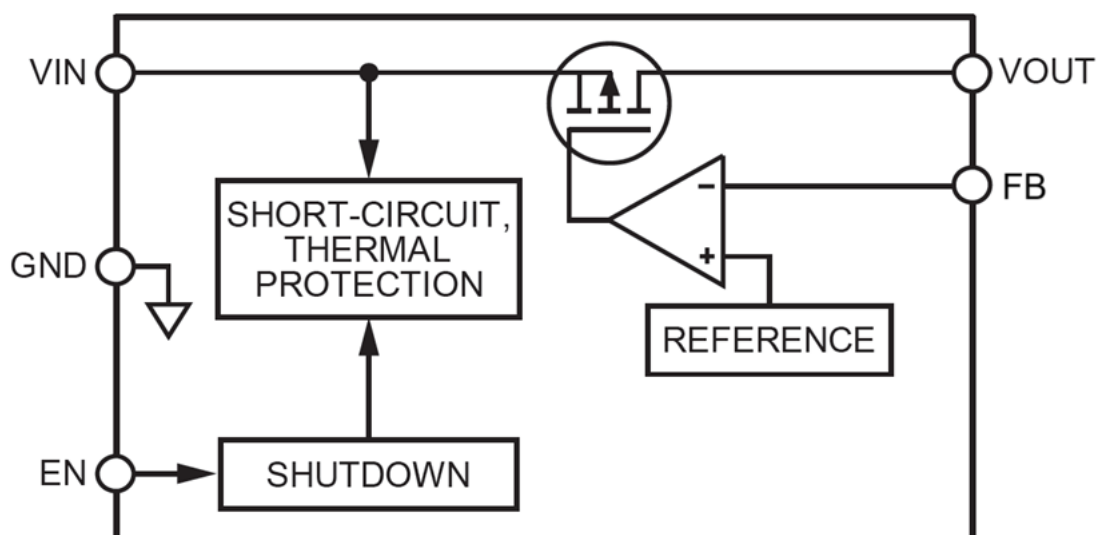 VIN
VOUT
FB
SHORT-CIRCUIT,
THERMAL
PROTECTION
-
+
GND
REFERENCE
EN
SHUTDOWN